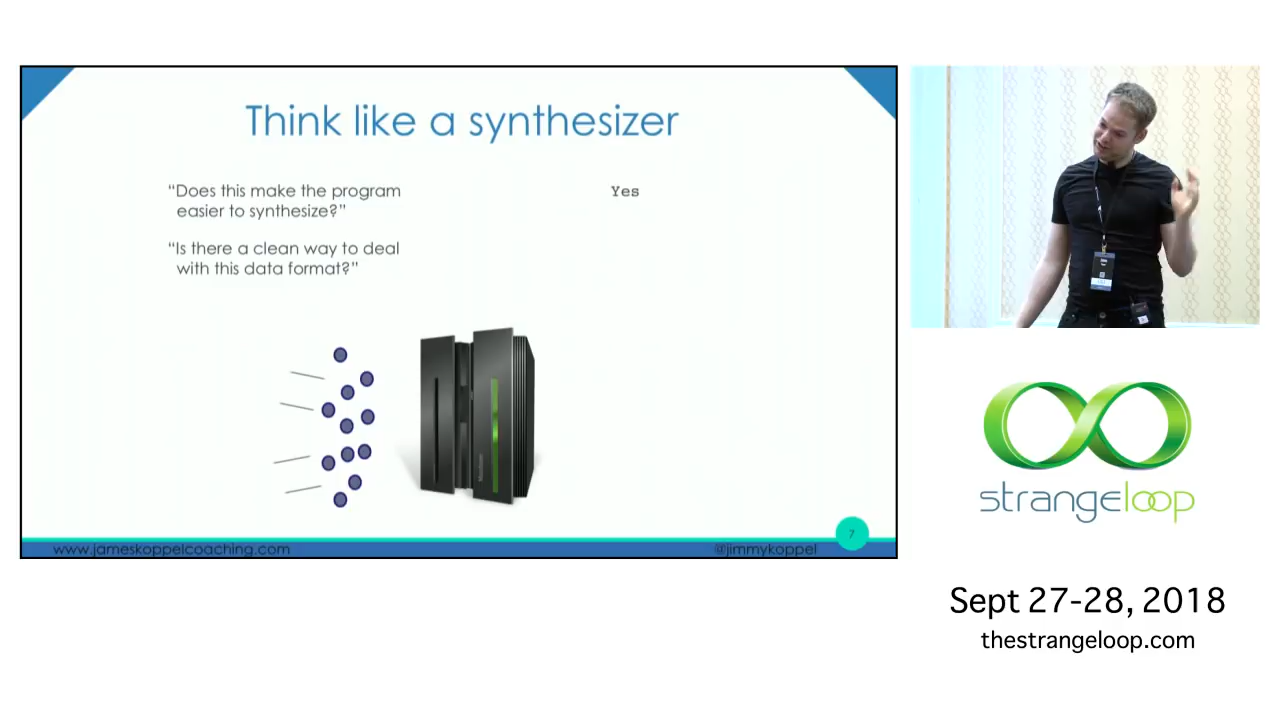 Think like a synthesizer
“Does this make the program
easier to synthesize?”
Yes
“Is there a clean way to deal
with this data format?”
7
www.jameskoppelcoaching.com
@jimmykoppel
strangeloop
Sept 27-28, 2018
thestrangeloop.com